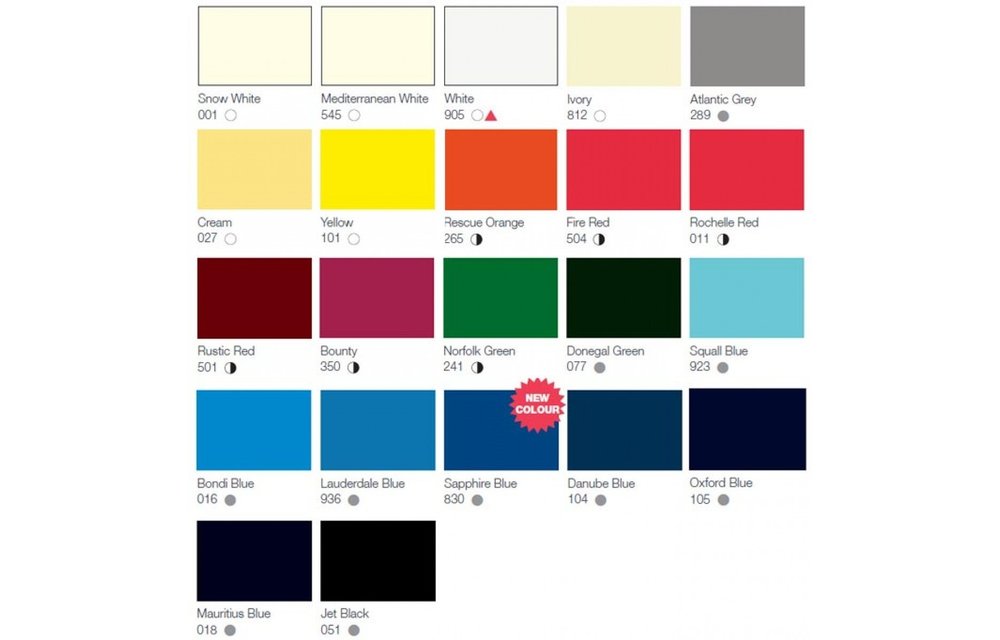 Snow White
001
Mediterranean White
545
White
905
Ivory
812
Atlantic Grey
289
Cream
027
Yellow
101
Rescue Orange
265
Fire Red
504
Rochelle Red
011
Rustic Red
501
Bounty
350
Norfolk Green
241
Donegal Green
077
Squall Blue
923
NEW
COLOUR
Bondi Blue
016
Lauderdale Blue
936
Sapphire Blue
830
Danube Blue
104
Oxford Blue
105
Mauritius Blue
018
Jet Black
051